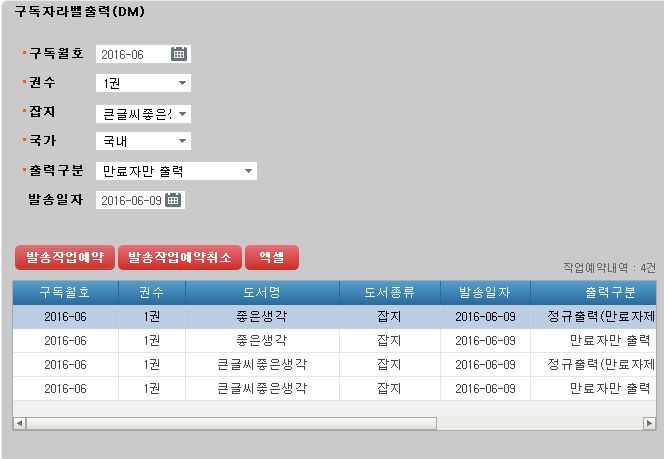 구독자라벨출력(DM)
구독월호 2016-06
권수 1권
잡지 큰글씨좋은
국가 국내
출력구분 만료자만 출력
발송일자 2016-06-09
발송작업예약 발송작업예약취소 엑셀
작업예약내역 : 4건
구독월호 권수 도서명 도서종류 발송일자 출력구분
2016-06 1권 좋은생각 잡지 2016-06-09 정규출력(만료자제
2016-06 1권 좋은생각 잡지 2016-06-09 만료자만 출력
2016-06 1권 큰글씨좋은생각 잡지 2016-06-09 정규출력(만료자제
2016-06 1권 큰글씨좋은생각 잡지 2016-06-09 만료자만 출력